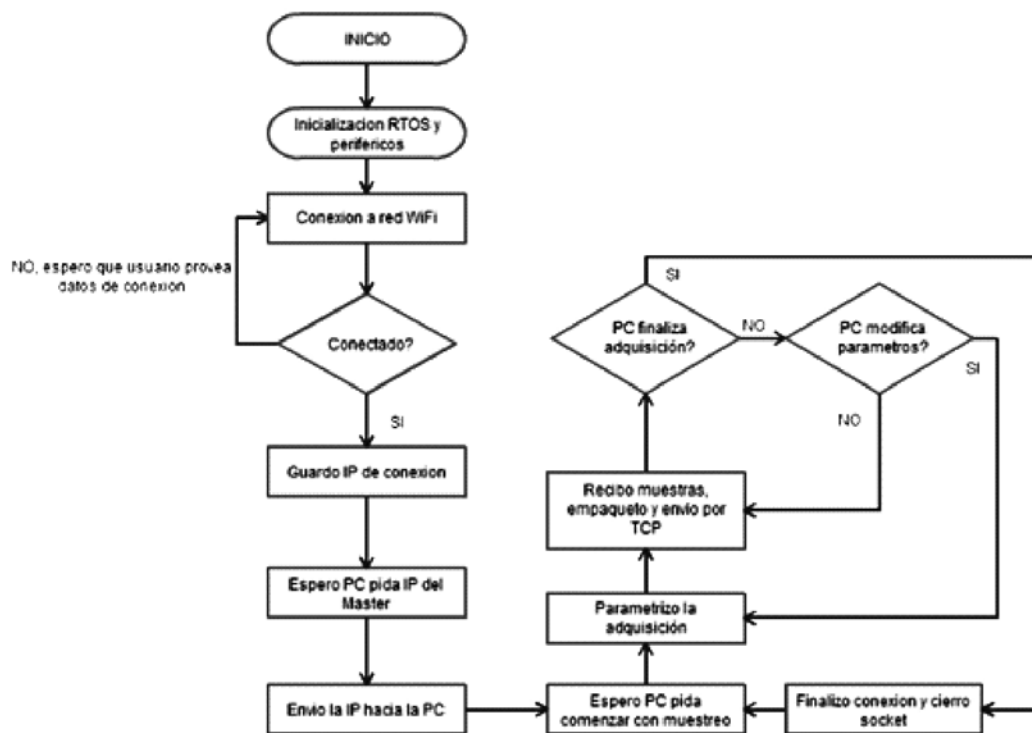 INICIO
Inicializacion RTOS y
perifericos
Conexion a red WiFi
NO, espero que usuario provea
datos de conexion
Conectado?
SI
Guardo IP de conexion
Espero PC pida IP del
Master
Envio la IP hacia la PC
Espero PC pida
comenzar con muestreo
Parametrizo la
adquisición
Recibo muestras,
empaqueto y envio por
TCP
PC finaliza
adquisición?
SI
NO
PC modifica
parametros?
SI
NO
Finalizo conexion y cierro
socket